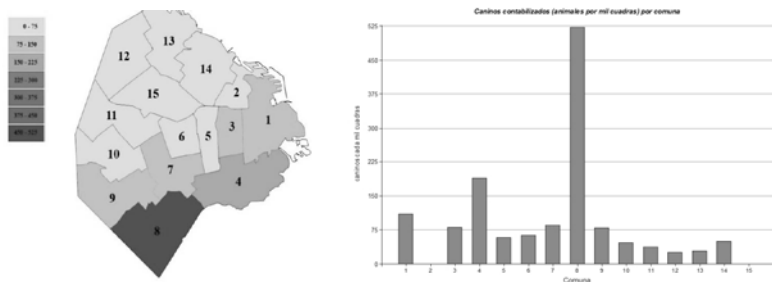 0 - 75
75 - 150
150 - 225
225 - 300
300 - 375
375 - 450
450 - 525
12
13
14
15
2
11
1
3
5
6
10
7
4
9
8
Caninos contabilizados (animales por mil cuadras) por comuna
caninos cada mil cuadras
525
450
375
300
225
150
75
0
1 2 3 4 5 6 7 8 9 10 11 12 13 14 15
Comuna